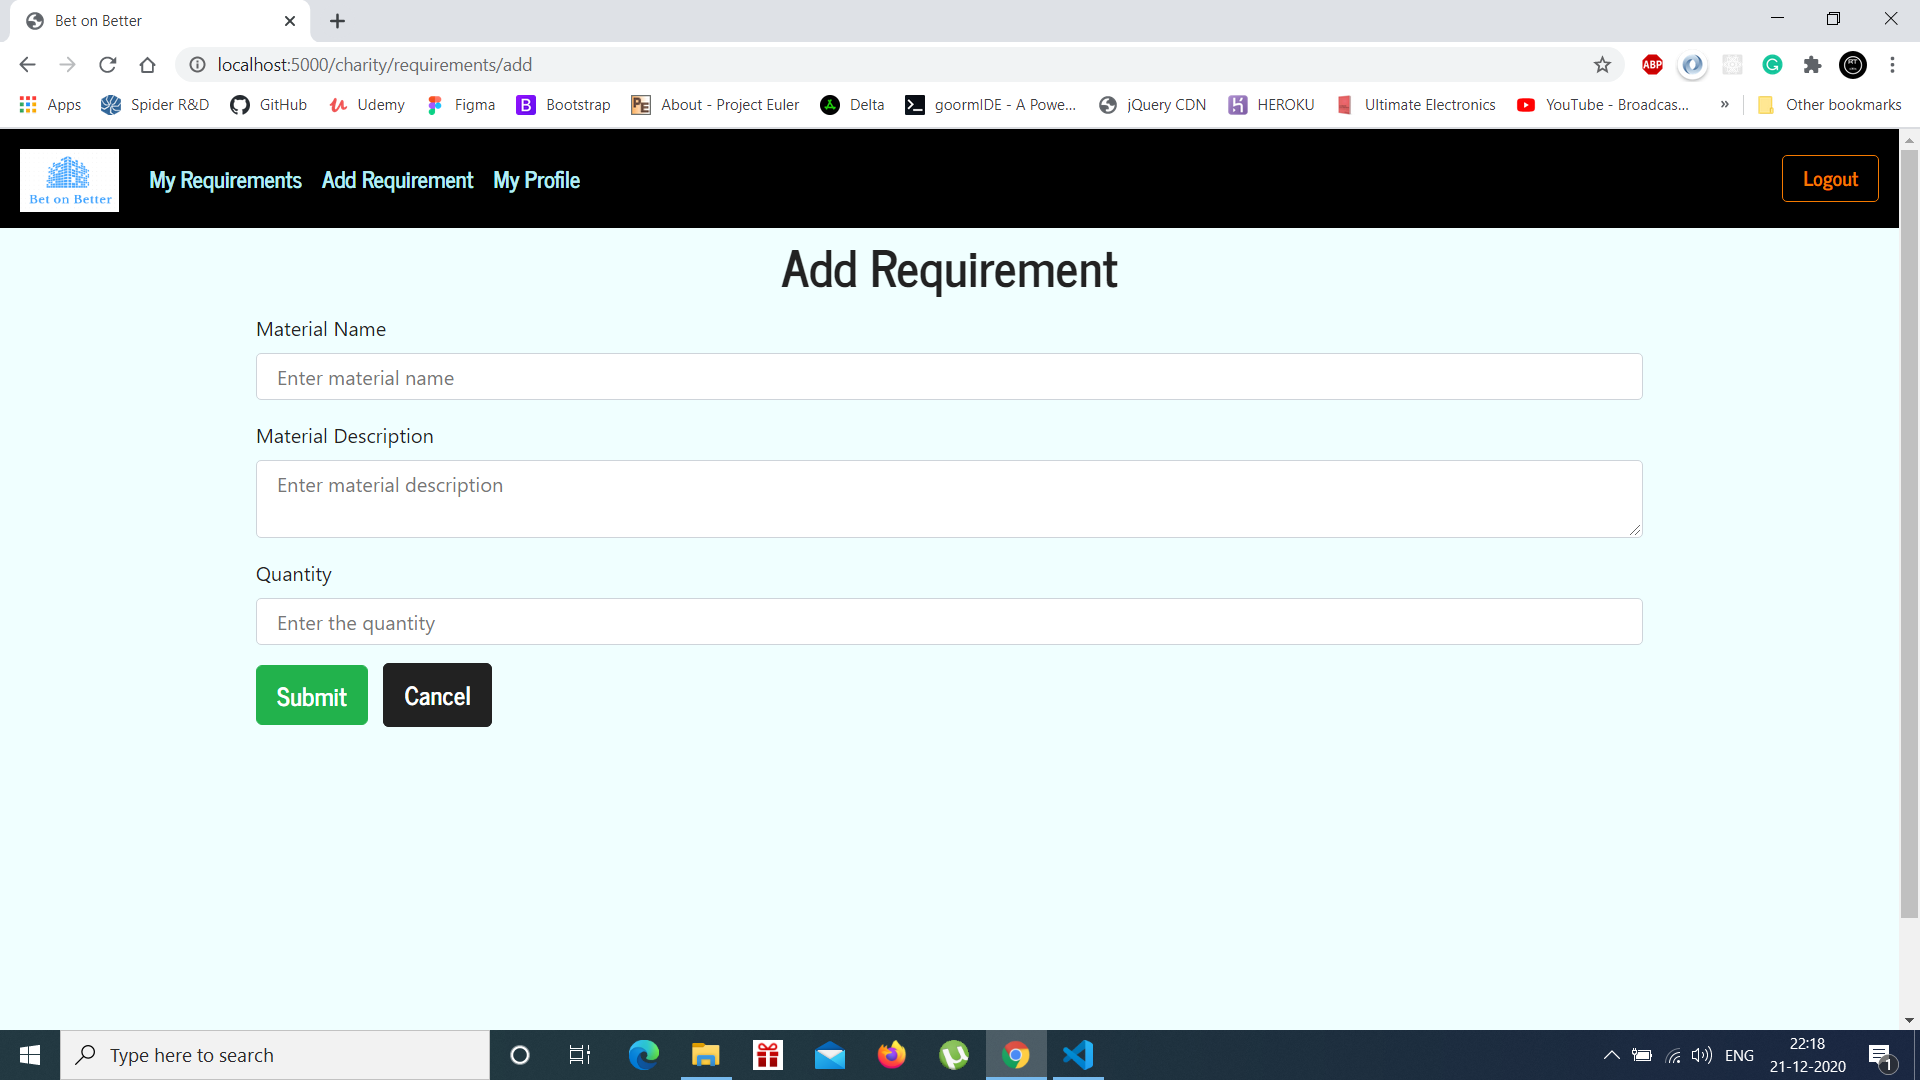 Bet on Better
localhost:5000/charity/requirements/add
ABP
Apps Spider R&D GitHub Udemy Figma Bootstrap About - Project Euler Delta goormIDE - A Powe... jQuery CDN HEROKU Ultimate Electronics YouTube - Broadcas... » Other bookmarks
Bet on Better
My Requirements Add Requirement My Profile Logout
Add Requirement
Material Name
Enter material name
Material Description
Enter material description
Quantity
Enter the quantity
Submit Cancel
Type here to search
ENG
22:18
21-12-2020
1